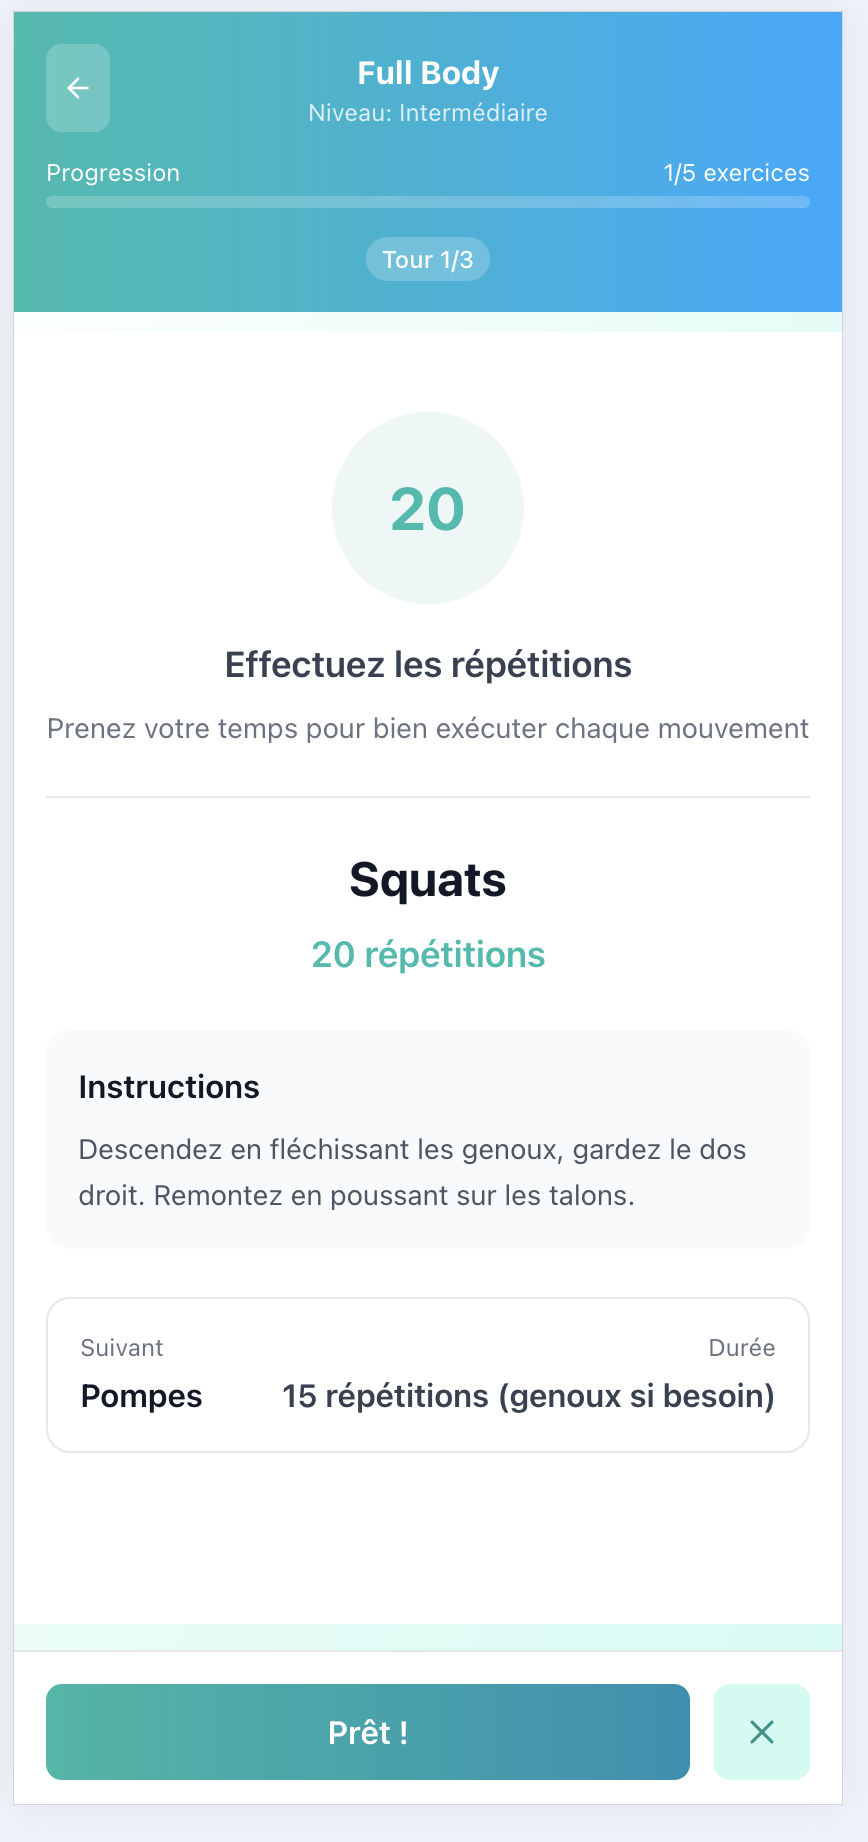 Full Body
Niveau: Intermédiaire
Progression
1/5 exercices
Tour 1/3
20
Effectuez les répétitions
Prenez votre temps pour bien exécuter chaque mouvement
Squats
20 répétitions
Instructions
Descendez en fléchissant les genoux, gardez le dos
droit. Remontez en poussant sur les talons.
Suivant
Durée
Pompes
15 répétitions (genoux si besoin)
Prêt !